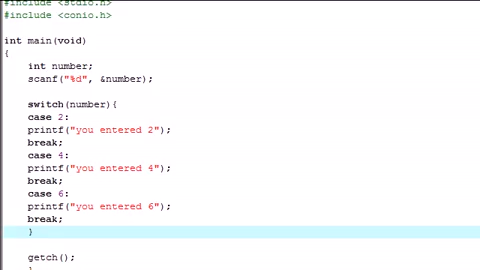 #include <stdio.h>
#include <conio.h>
int main(void)
{
int number;
scanf("%d", &number);
switch(number){
case 2:
printf("you entered 2");
break;
case 4:
printf("you entered 4");
break;
case 6:
printf("you entered 6");
break;
}
getch();
}